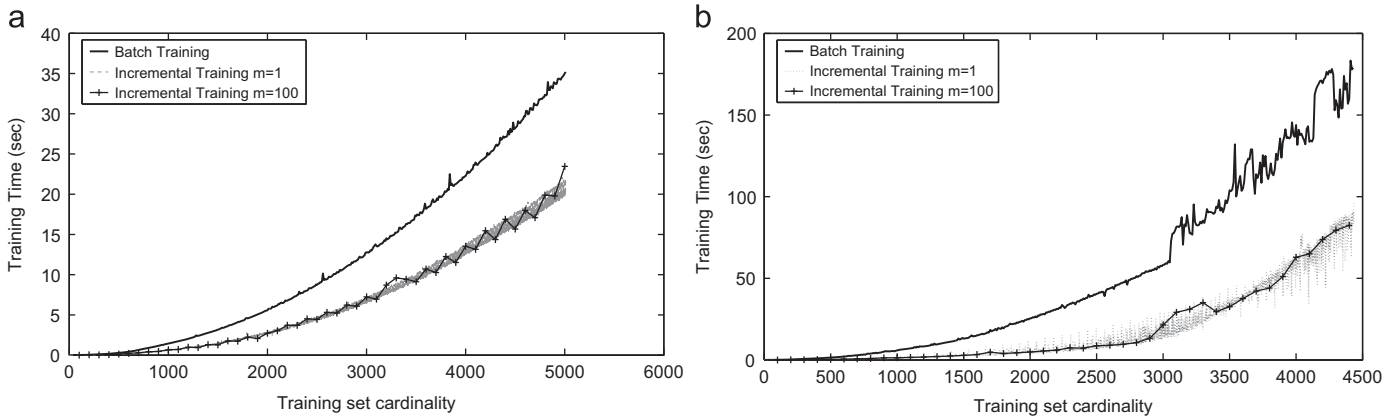 a
40
35
30
25
20
15
10
5
0
Training Time (sec)
Batch Training
Incremental Training m=1
Incremental Training m=100
0 1000 2000 3000 4000 5000 6000
Training set cardinality
b
200
150
100
50
0
Training Time (sec)
Batch Training
Incremental Training m=1
Incremental Training m=100
0 500 1000 1500 2000 2500 3000 3500 4000 4500
Training set cardinality